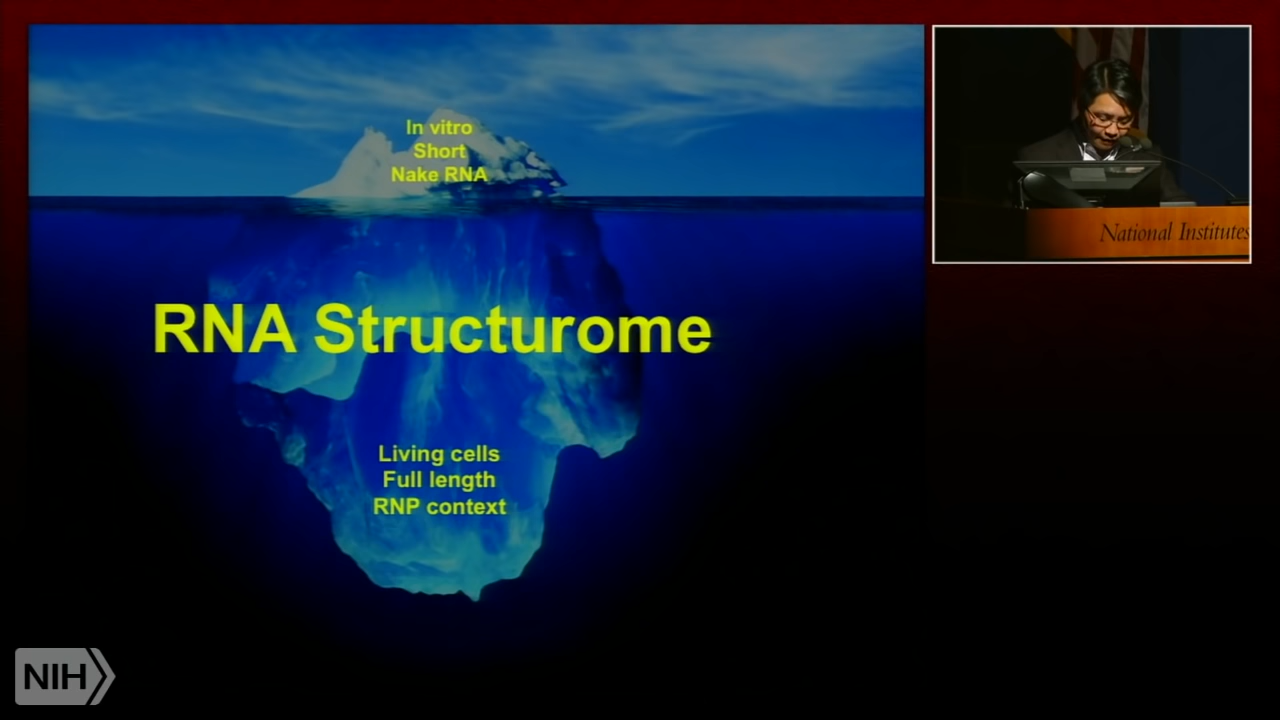 In vitro
Short
Nake RNA
RNA Structurome
Living cells
Full length
RNP context
National Institutes
NIH